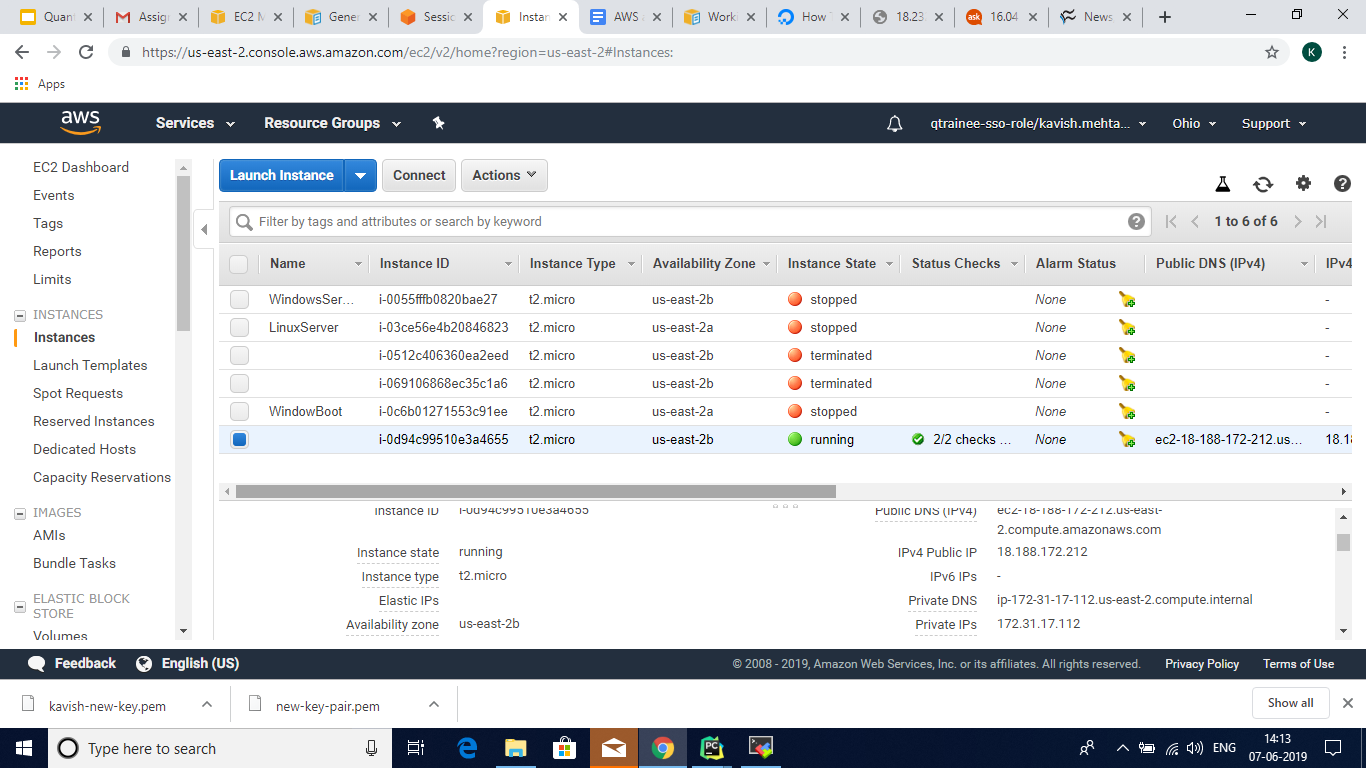 Quant
Assign
EC2 M
Gener
Sessic
Instan
AWS
Worki
How T
18.23
ask 16.04
News,
https://us-east-2.console.aws.amazon.com/ec2/v2/home?region=us-east-2#Instances:
K
Apps
aws Services Resource Groups qtrainee-sso-role/kavish.mehta... Ohio Support
EC2 Dashboard
Events
Tags
Reports
Limits
INSTANCES
Instances
Launch Templates
Spot Requests
Reserved Instances
Dedicated Hosts
Capacity Reservations
IMAGES
AMIs
Bundle Tasks
ELASTIC BLOCK
STORE
Volumes
Launch Instance Connect Actions
Filter by tags and attributes or search by keyword 1 to 6 of 6
Name Instance ID Instance Type Availability Zone Instance State Status Checks Alarm Status Public DNS (IPv4) IPv4
WindowsSer... i-0055fffb0820bae27 t2.micro us-east-2b stopped None -
LinuxServer i-03ce56e4b20846823 t2.micro us-east-2a stopped None -
i-0512c406360ea2eed t2.micro us-east-2b terminated None -
i-069106868ec35c1a6 t2.micro us-east-2b terminated None -
WindowBoot i-0c6b01271553c91ee t2.micro us-east-2a stopped None -
i-0d94c99510e3a4655 t2.micro us-east-2b running 2/2 checks ... None ec2-18-188-172-212.us... 18.18
Instance ID i-0d94c99510e3a4655 Public DNS (IPv4) ec2-18-188-172-212.us-east-
2.compute.amazonaws.com
Instance state running IPv4 Public IP 18.188.172.212
Instance type t2.micro IPv6 IPs -
Elastic IPs Private DNS ip-172-31-17-112.us-east-2.compute.internal
Availability zone us-east-2b Private IPs 172.31.17.112
Feedback English (US) © 2008 - 2019, Amazon Web Services, Inc. or its affiliates. All rights reserved. Privacy Policy Terms of Use
kavish-new-key.pem new-key-pair.pem Show all
Type here to search PC ENG 14:13
07-06-2019